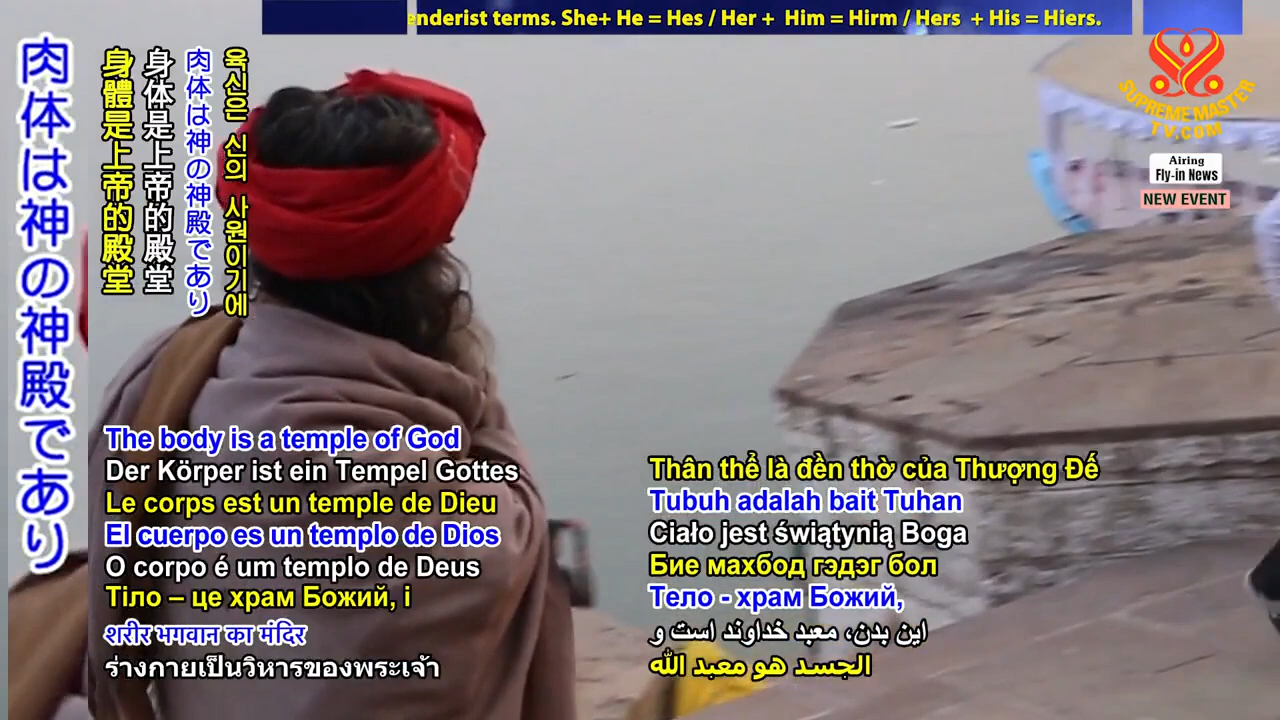 enderist terms. She+ He = Hes / Her + Him = Hirm / Hers + His = Hiers.
SUPREME MASTER
TV.COM
Airing
Fly-in News
NEW EVENT
肉体は神の神殿であり
身體是上帝的殿堂
身体是上帝的殿堂
肉体は神の神殿であり
육신은 신의 사원이기에
The body is a temple of God
Der Körper ist ein Tempel Gottes
Le corps est un temple de Dieu
El cuerpo es un templo de Dios
O corpo é um templo de Deus
Тіло – це храм Божий, і
शरीर भगवान का मंदिर
ร่างกายเป็นวิหารของพระเจ้า
Thân thể là đền thờ của Thượng Đế
Tubuh adalah bait Tuhan
Ciało jest świątynią Boga
Бие махбод гэдэг бол
Тело - храм Божий,
این بدن، معبد خداوند است و
الجسد هو معبد الله